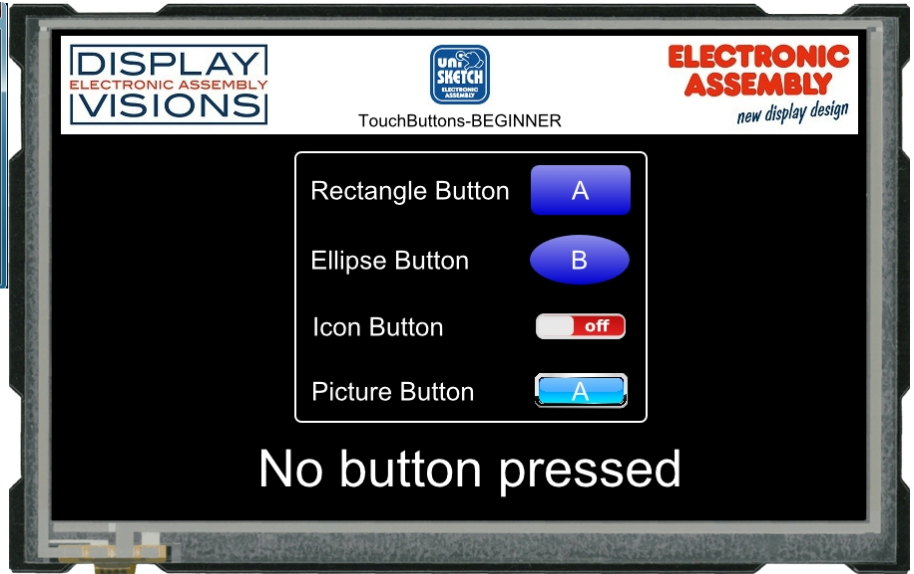 DISPLAY
ELECTRONIC ASSEMBLY
VISIONS
uni
SKETCH
ELECTRONIC
ASSEMBLY
TouchButtons-BEGINNER
ELECTRONIC
ASSEMBLY
new display design
Rectangle Button A
Ellipse Button B
Icon Button off
Picture Button A
No button pressed